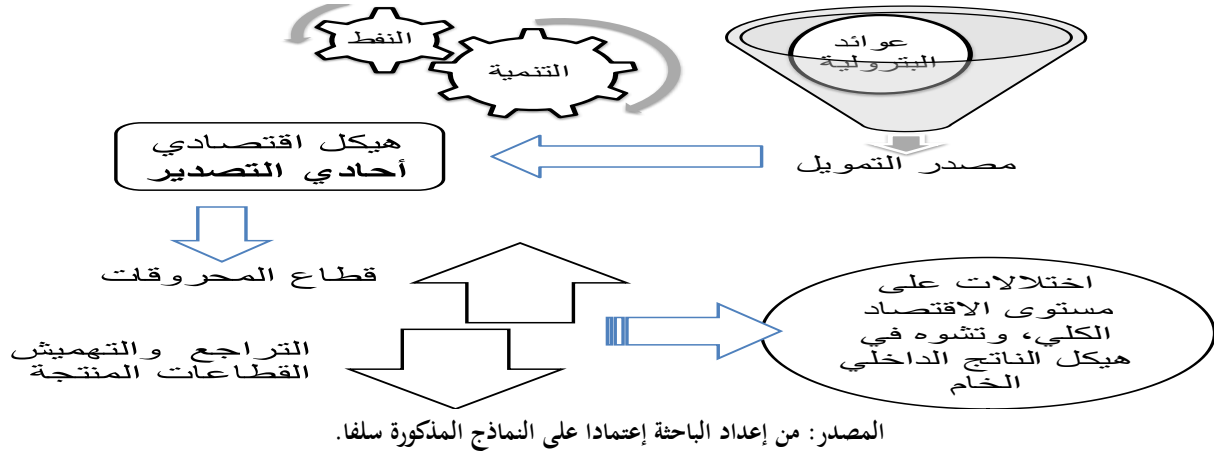 عوائد
البترولية
النفط
التنمية
مصدر التمويل
هيكل اقتصادي
أحادي التصدير
قطاع المحروقات
التراجع والتهميش
القطاعات المنتجة
اختلالات على
مستوى الاقتصاد
الكلي، وتشوه في
هيكل الناتج الداخلي
الخام
المصدر: من إعداد الباحثة إعتمادا على النماذج المذكورة سلفا.